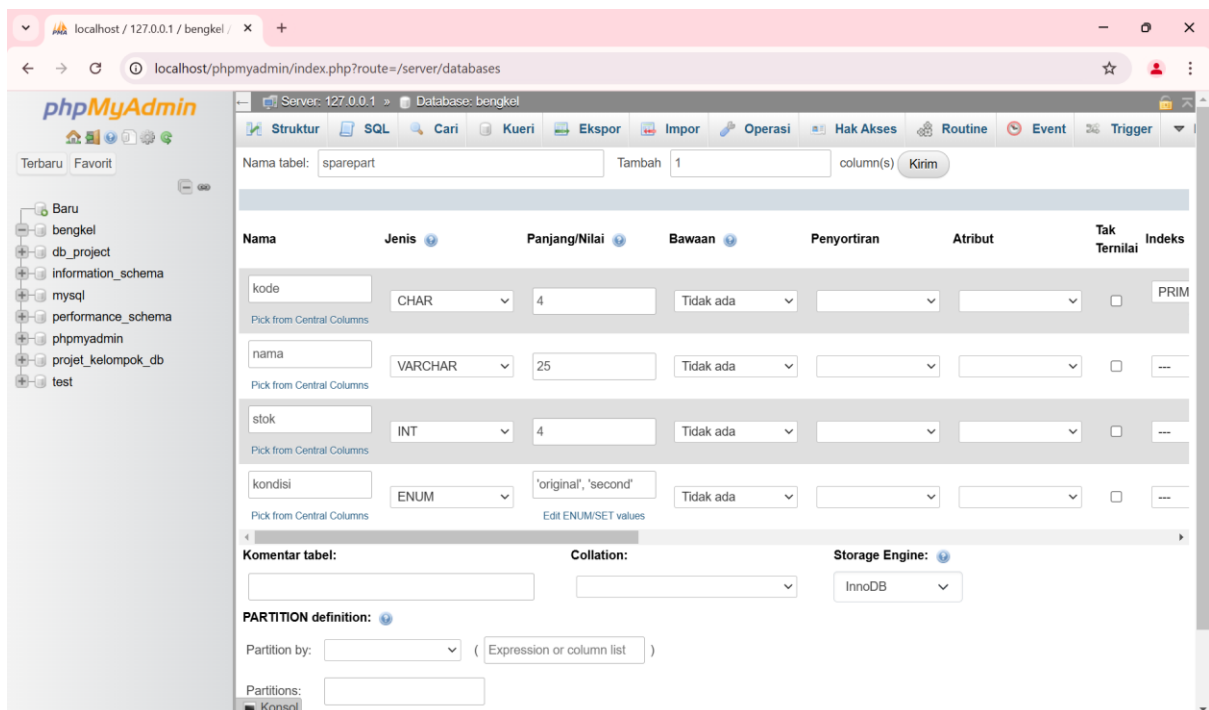 localhost / 127.0.0.1 / bengkel /
localhost/phpmyadmin/index.php?route=/server/databases
phpMyAdmin
Terbaru Favorit
Baru
bengkel
db_project
information_schema
mysql
performance_schema
phpmyadmin
projet_kelompok_db
test
Server: 127.0.0.1 » Database: bengkel
Struktur SQL Cari Kueri Ekspor Impor Operasi Hak Akses Routine Event Trigger
Nama tabel: sparepart Tambah 1 column(s) Kirim
Nama Jenis Panjang/Nilai Bawaan Penyortiran Atribut Tak Ternilai Indeks
kode CHAR 4 Tidak ada PRIM
Pick from Central Columns
nama VARCHAR 25 Tidak ada ---
Pick from Central Columns
stok INT 4 Tidak ada ---
Pick from Central Columns
kondisi ENUM 'original', 'second' Tidak ada ---
Pick from Central Columns Edit ENUM/SET values
Komentar tabel: Collation: Storage Engine:
InnoDB
PARTITION definition:
Partition by: ( Expression or column list )
Partitions:
Konsol